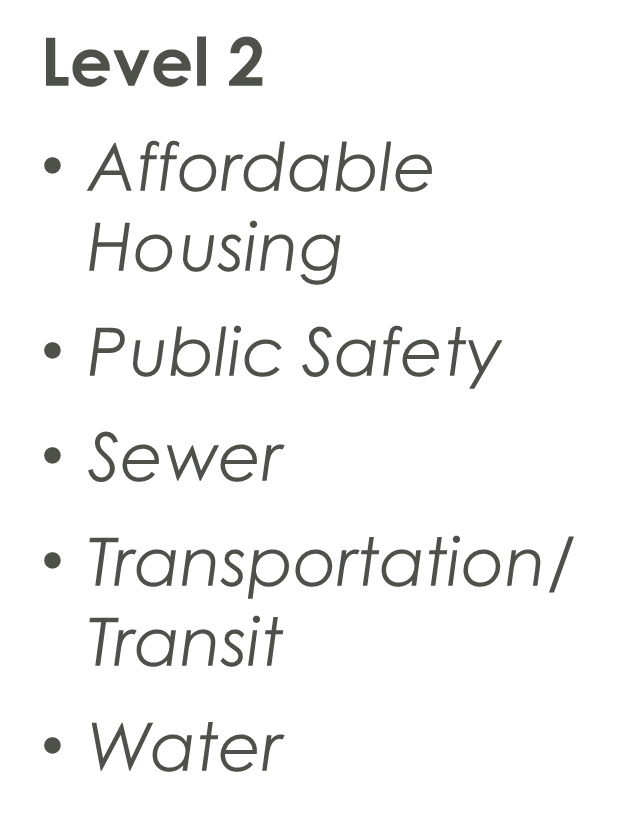 Level 2
• Affordable
Housing
• Public Safety
• Sewer
• Transportation/
Transit
• Water